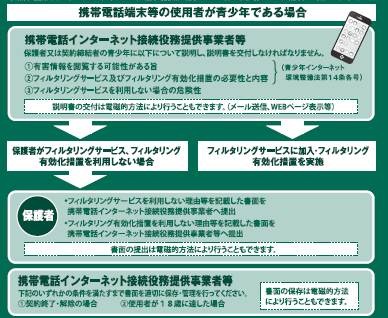 携帯電話端末等の使用者が青少年である場合
携帯電話インターネット接続役務提供事業者等
保護者又は契約締結者の青少年に以下について説明し、説明書を交付しなければなりません。
①有害情報を閲覧する可能性がある旨
②フィルタリングサービス及びフィルタリング有効化措置の必要性と内容
③フィルタリングサービスを利用しない場合の危険性
（青少年インターネット
環境整備法第14条各号）
説明書の交付は電磁的方法により行うこともできます。（メール送信、WEBページ表示等）
保護者がフィルタリングサービス、フィルタリング
有効化措置を利用しない場合
フィルタリングサービスに加入・フィルタリング
有効化措置を実施
保護者
・フィルタリングサービスを利用しない理由等を記載した書面を
携帯電話インターネット接続役務提供事業者へ提出
・フィルタリング有効化措置を利用しない理由等を記載した書面を
携帯電話インターネット接続役務提供事業者等へ提出
書面の提出は電磁的方法により行うこともできます。
携帯電話インターネット接続役務提供事業者等
下記のいずれかの条件を満たすまで書面を適切に保存・管理を行ってください。
①契約終了・解除の場合　②使用者が１８歳に達した場合
書面の保存は電磁的方法
により行うこともできます。